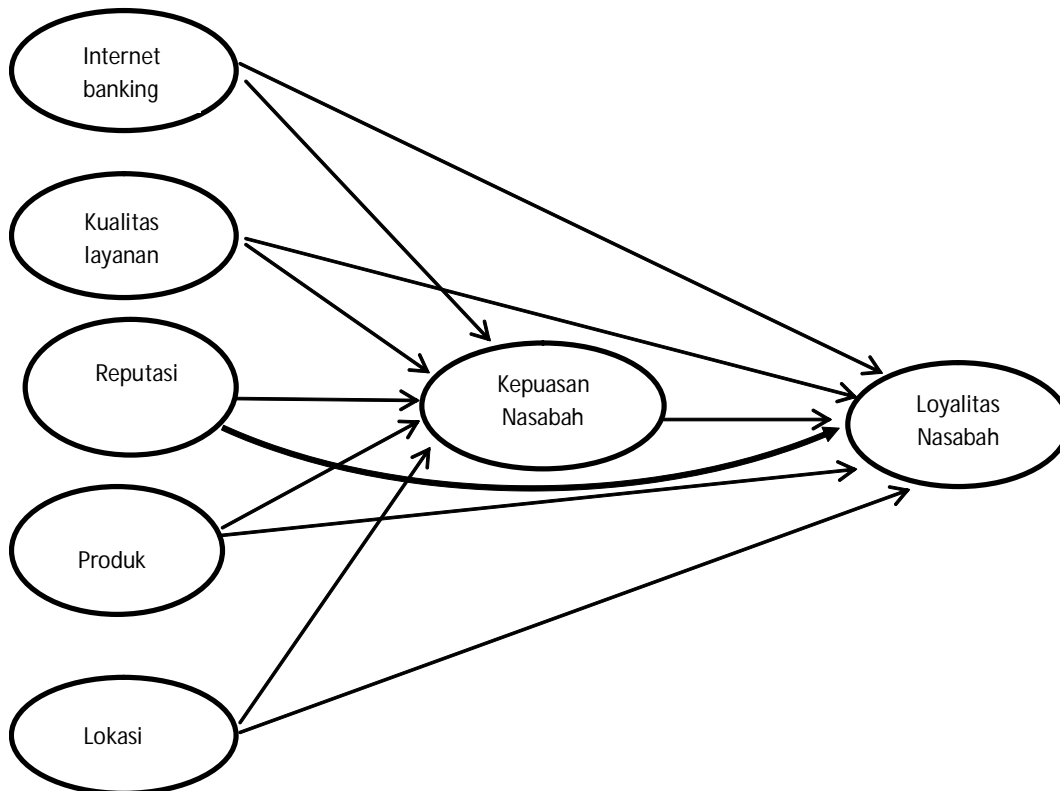 Internet
banking
Kualitas
layanan
Reputasi
Kepuasan
Nasabah
Loyalitas
Nasabah
Produk
Lokasi